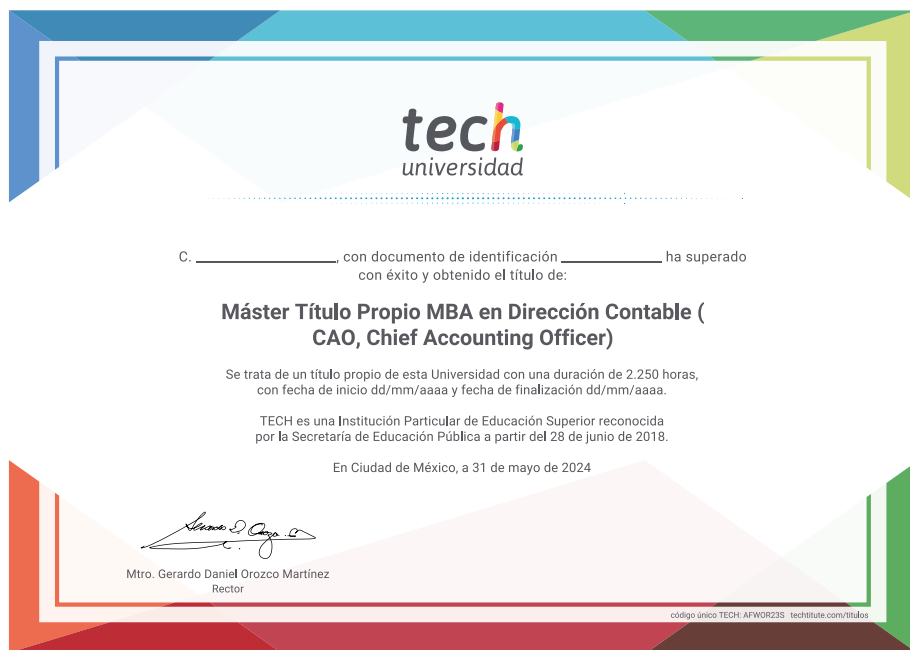 tech
universidad
C. ____________________, con documento de identificación ______________ ha superado
con éxito y obtenido el título de:
Máster Título Propio MBA en Dirección Contable (
CAO, Chief Accounting Officer)
Se trata de un título propio de esta Universidad con una duración de 2.250 horas,
con fecha de inicio dd/mm/aaaa y fecha de finalización dd/mm/aaaa.
TECH es una Institución Particular de Educación Superior reconocida
por la Secretaría de Educación Pública a partir del 28 de junio de 2018.
En Ciudad de México, a 31 de mayo de 2024
Mtro. Gerardo Daniel Orozco Martínez
Rector
código único TECH: AFWOR23S techtitute.com/titulos